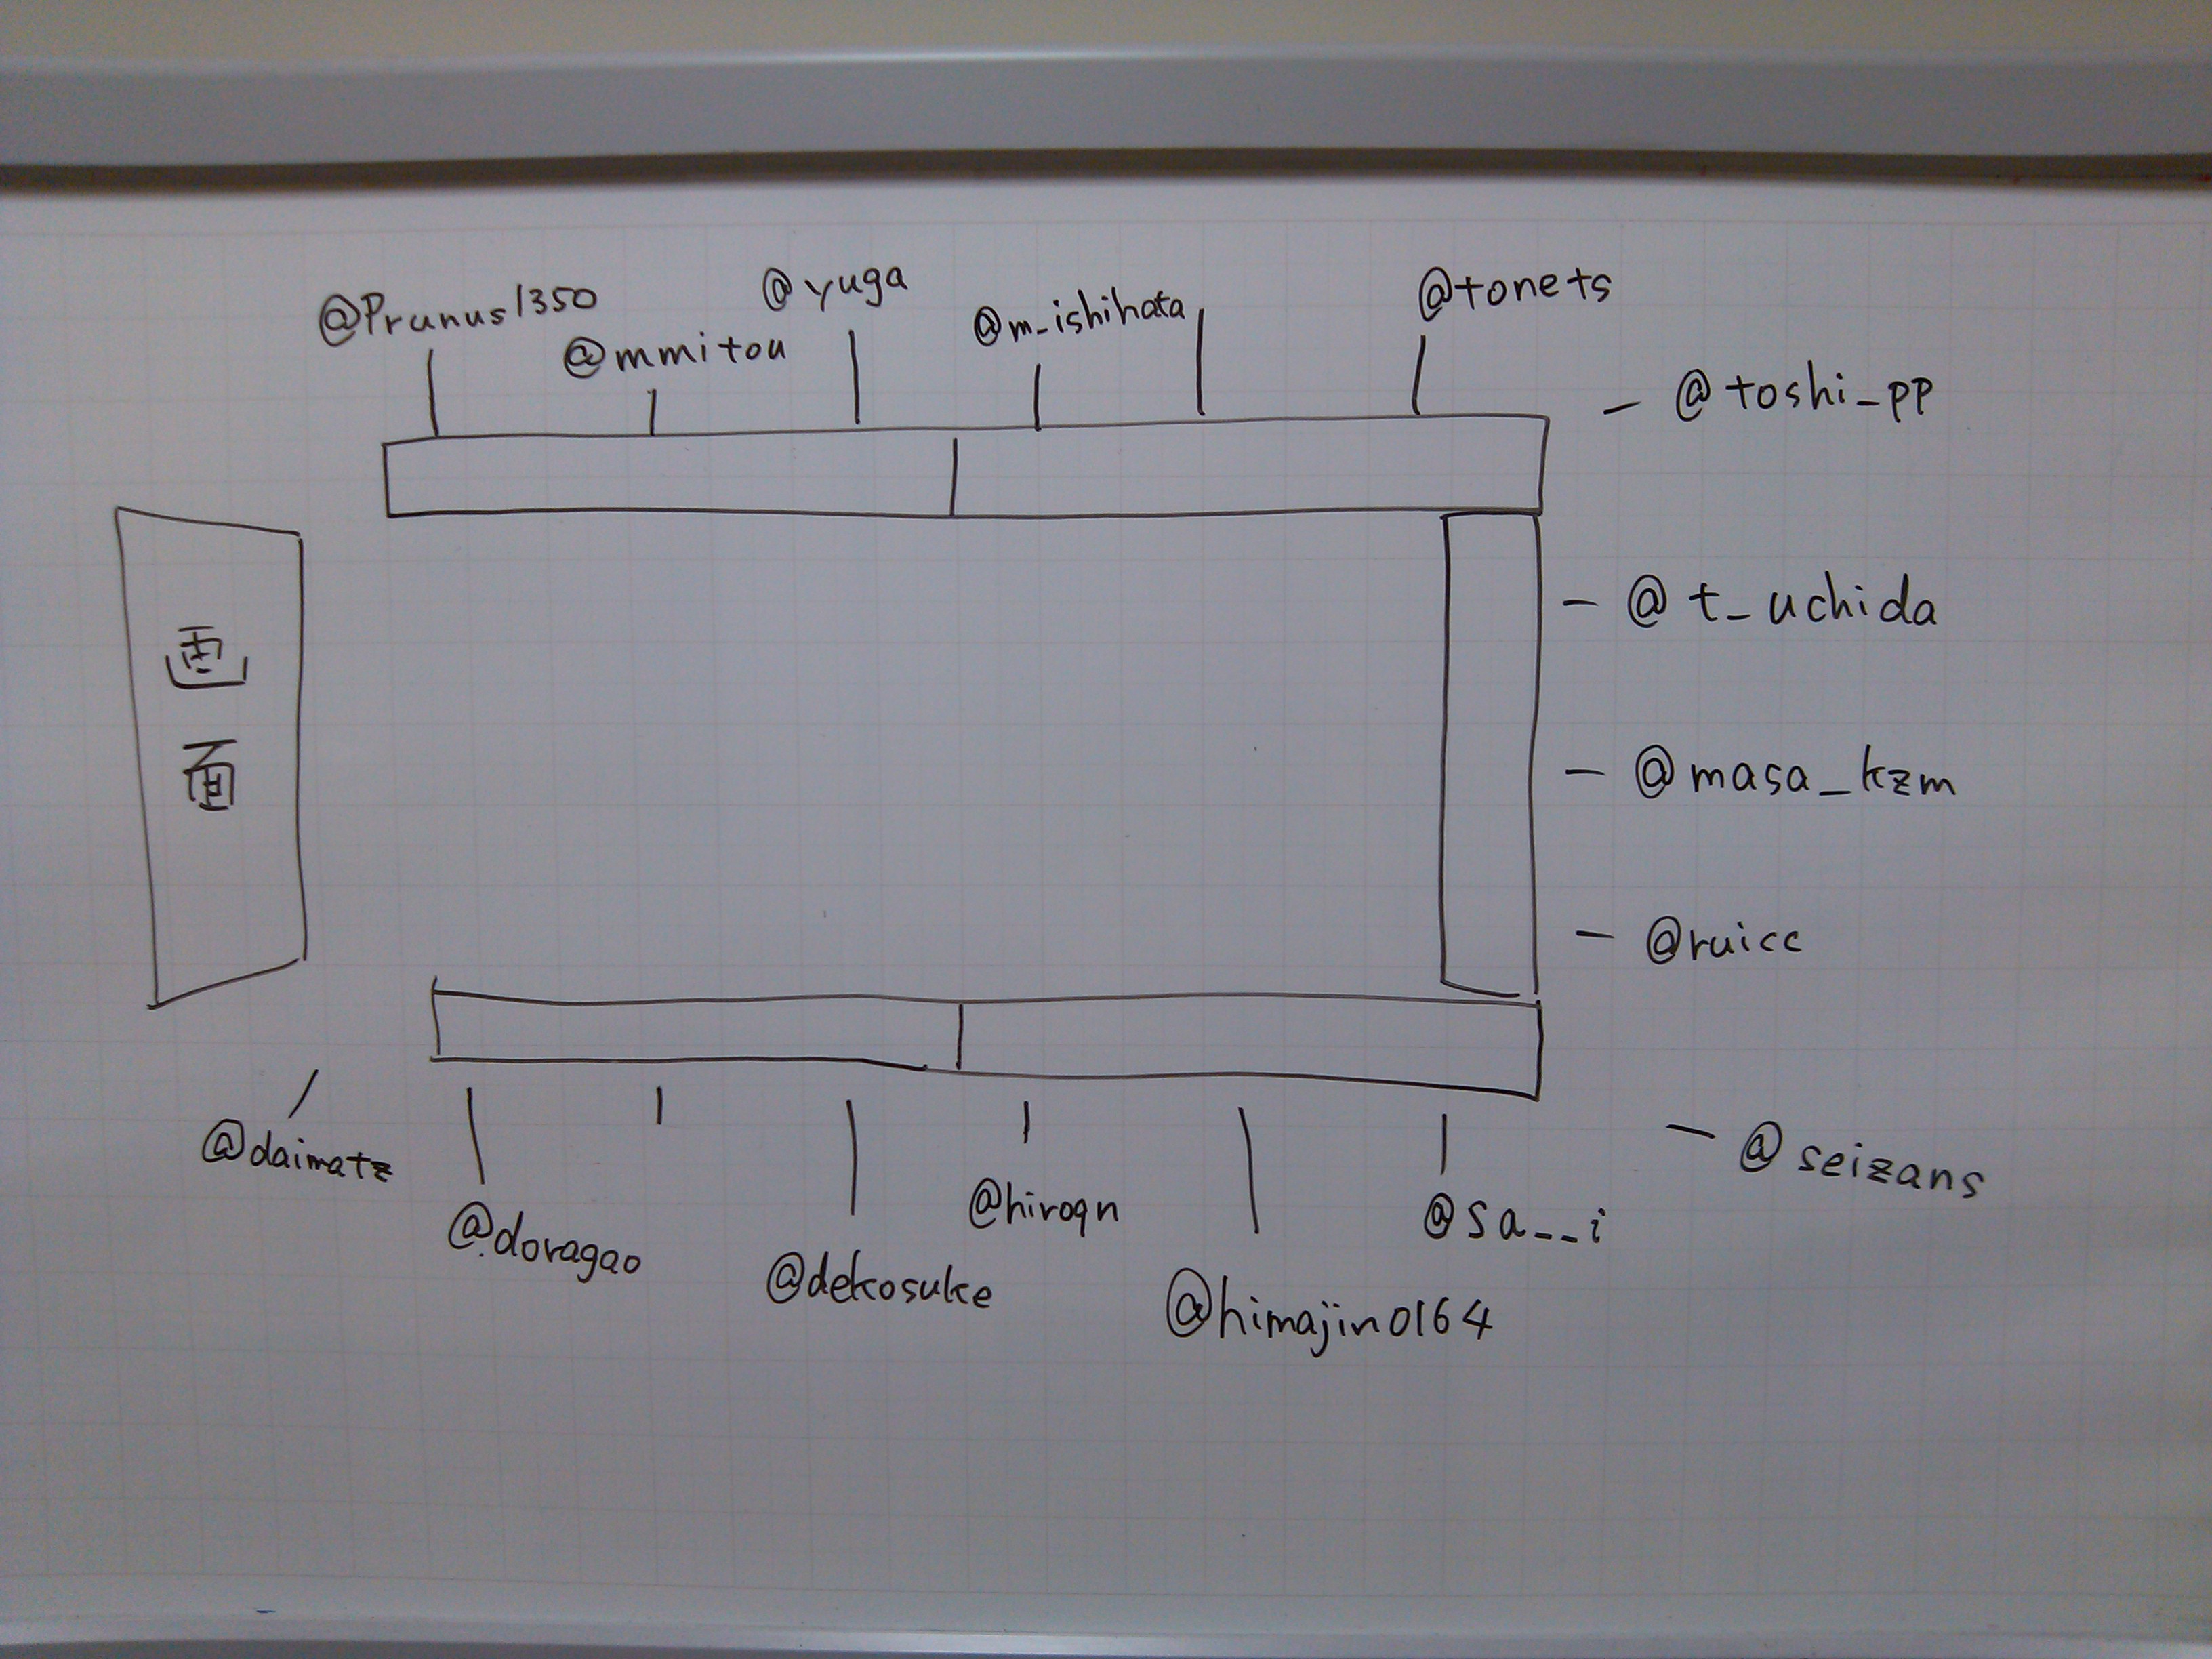 @Prunus1350
@mmitou
@yuga
@m_ishihata
@tonets
@toshi_pp
画面
@t_uchida
@masa_kzm
@ruicc
@daimatz
@doragao
@dekosuke
@hiroqn
@himajin0164
@sa__i
@seizans